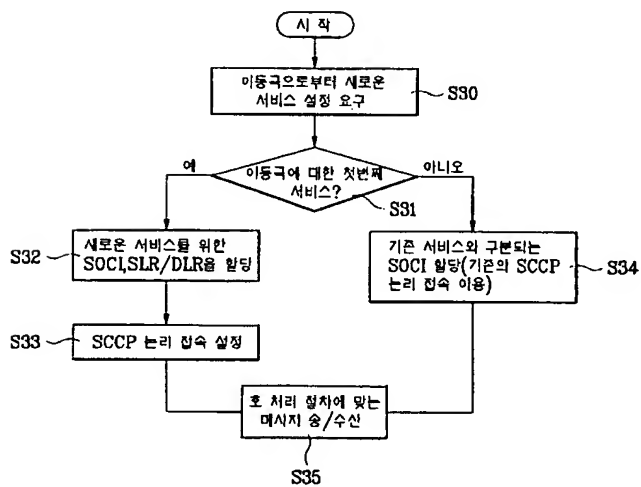 시 작
이동국으로부터 새로운
서비스 설정 요구
S30
예
이동국에 대한 첫번째
서비스?
아니오
S31
S32
새로운 서비스를 위한
SOCI,SLR/DLR을 할당
기존 서비스와 구분되는
SOCI 할당(기존의 SCCP
논리 접속 이용)
S34
S33
SCCP 논리 접속 설정
호 처리 절차에 맞는
메시지 송/수신
S35